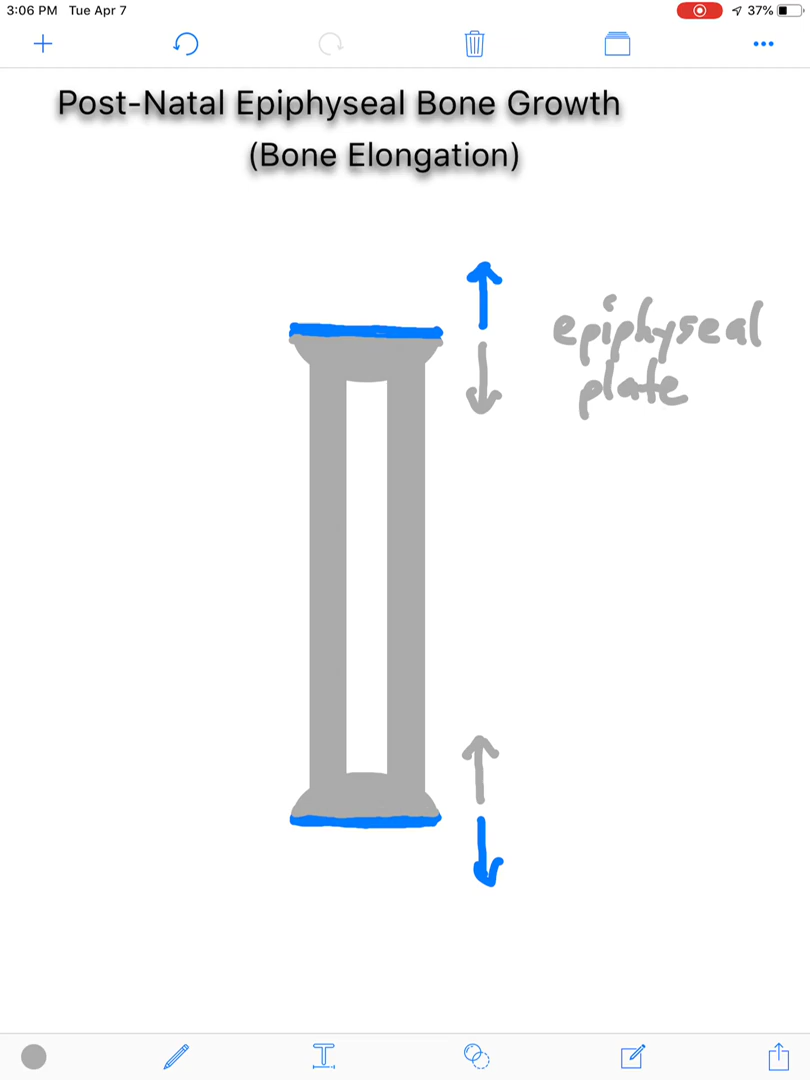 3:06 PM Tue Apr 7
37%
Post-Natal Epiphyseal Bone Growth
(Bone Elongation)
epiphyseal
plate